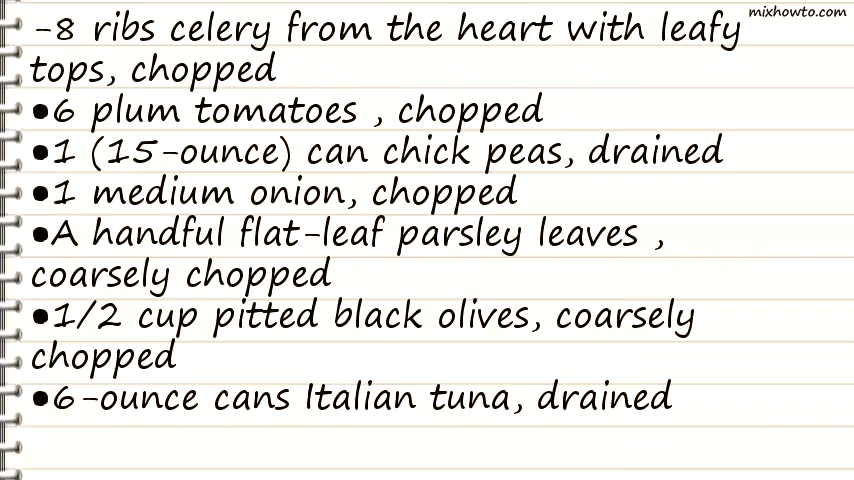 mixhowto.com
-8 ribs celery from the heart with leafy
tops, chopped
●6 plum tomatoes , chopped
●1 (15-ounce) can chick peas, drained
●1 medium onion, chopped
●A handful flat-leaf parsley leaves ,
coarsely chopped
●1/2 cup pitted black olives, coarsely
chopped
●6-ounce cans Italian tuna, drained